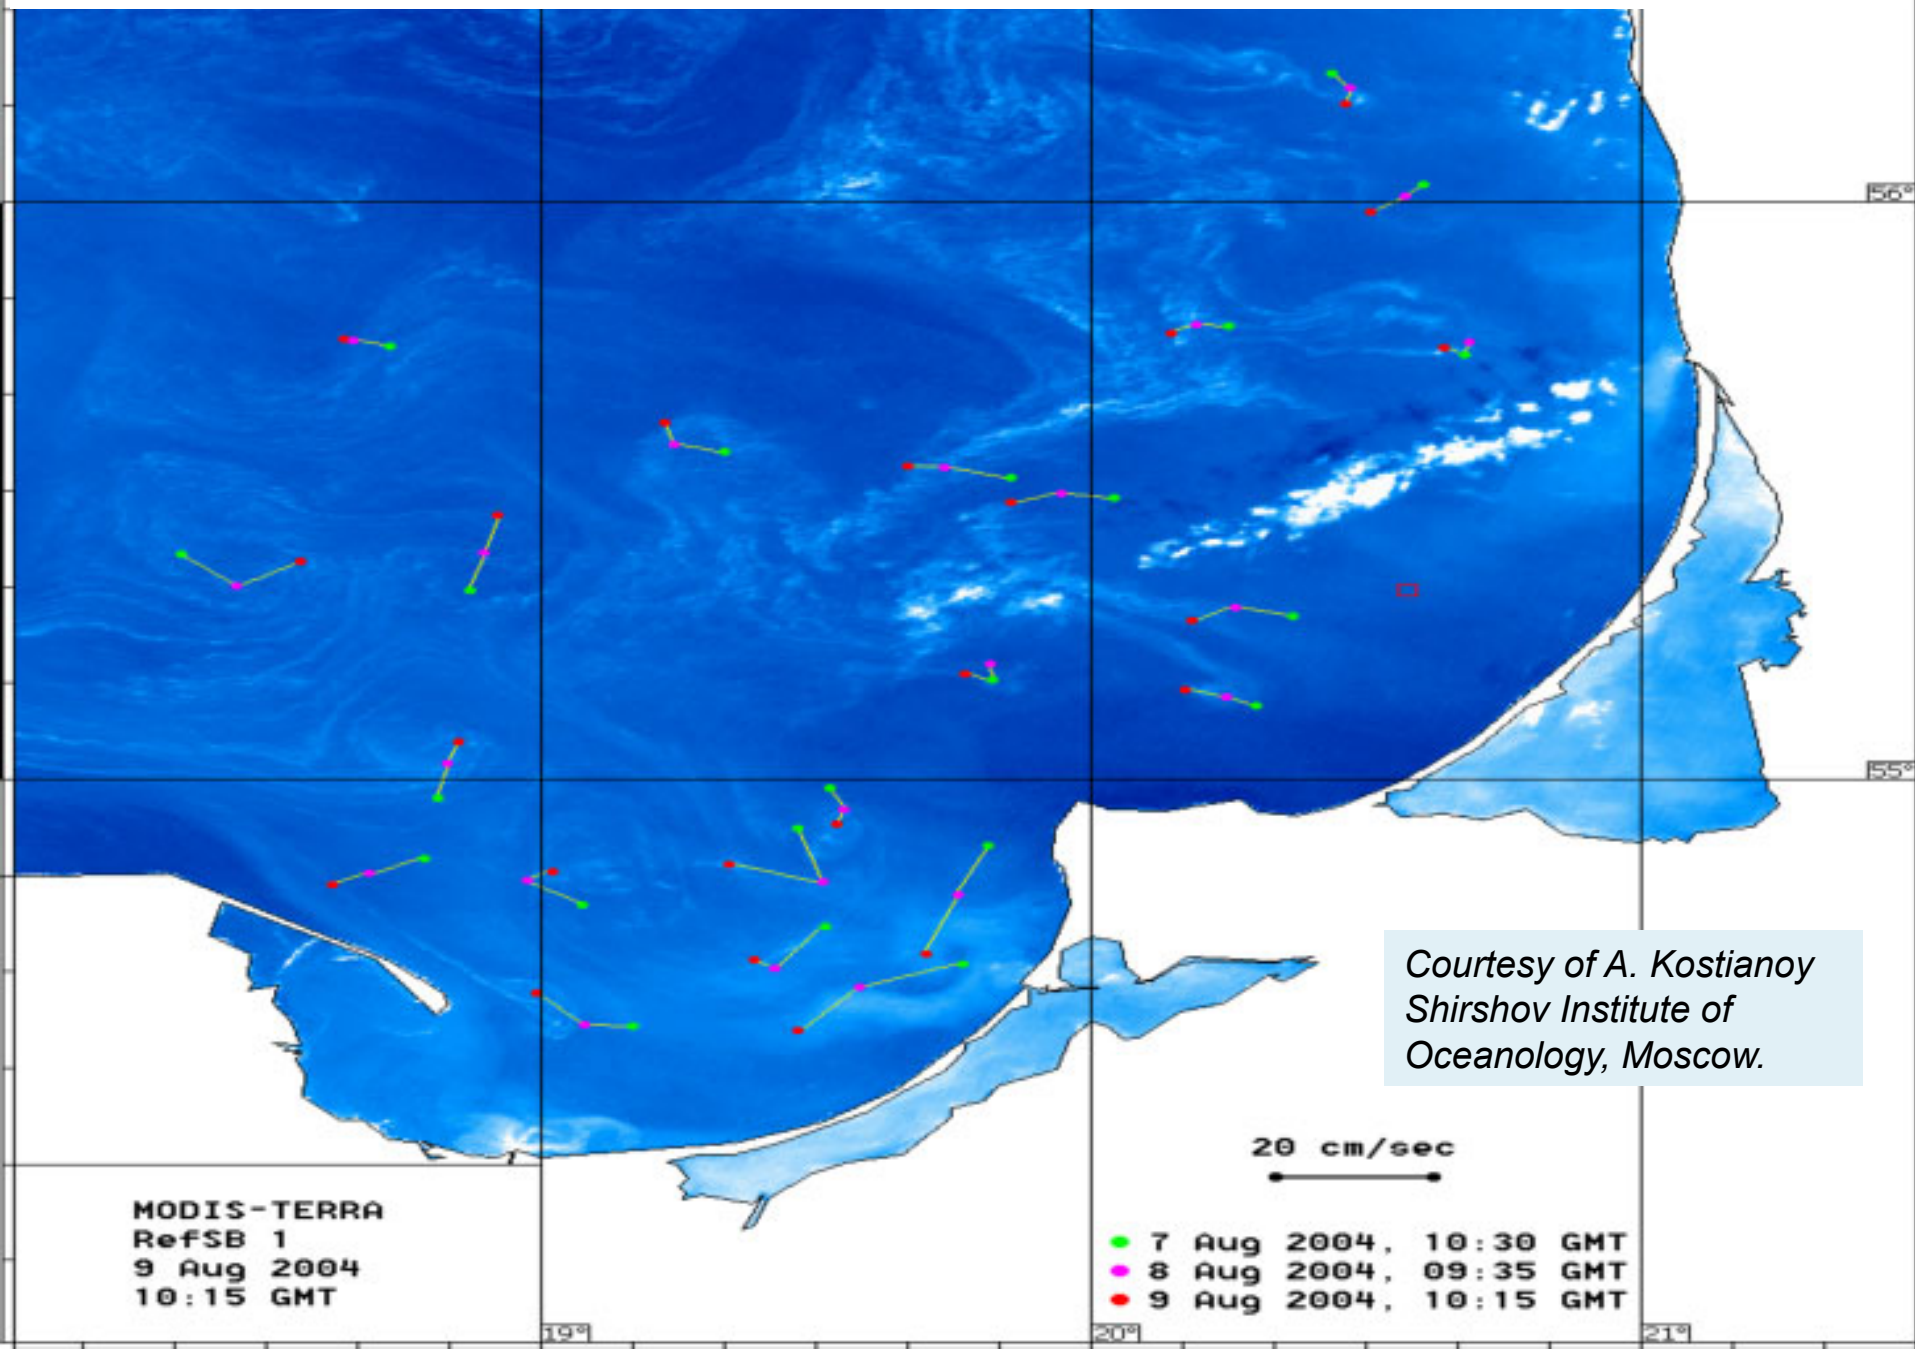 56°
55°
Courtesy of A. Kostianoy
Shirshov Institute of
Oceanology, Moscow.
20 cm/sec
MODIS-TERRA
RefSB 1
9 Aug 2004
10:15 GMT
7 Aug 2004, 10:30 GMT
8 Aug 2004, 09:35 GMT
9 Aug 2004, 10:15 GMT
19°
20°
21°